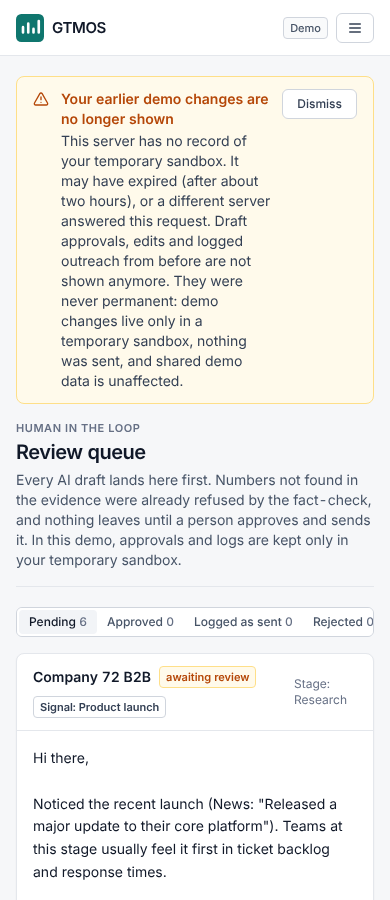 GTMOS
Demo
Your earlier demo changes are
no longer shown
Dismiss
This server has no record of
your temporary sandbox. It
may have expired (after about
two hours), or a different server
answered this request. Draft
approvals, edits and logged
outreach from before are not
shown anymore. They were
never permanent: demo
changes live only in a
temporary sandbox, nothing
was sent, and shared demo
data is unaffected.
HUMAN IN THE LOOP
Review queue
Every AI draft lands here first. Numbers not found in
the evidence were already refused by the fact-check,
and nothing leaves until a person approves and sends
it. In this demo, approvals and logs are kept only in
your temporary sandbox.
Pending 6 Approved 0 Logged as sent 0 Rejected 0
Company 72 B2B awaiting review
Signal: Product launch
Stage:
Research
Hi there,
Noticed the recent launch (News: "Released a
major update to their core platform"). Teams at
this stage usually feel it first in ticket backlog
and response times.